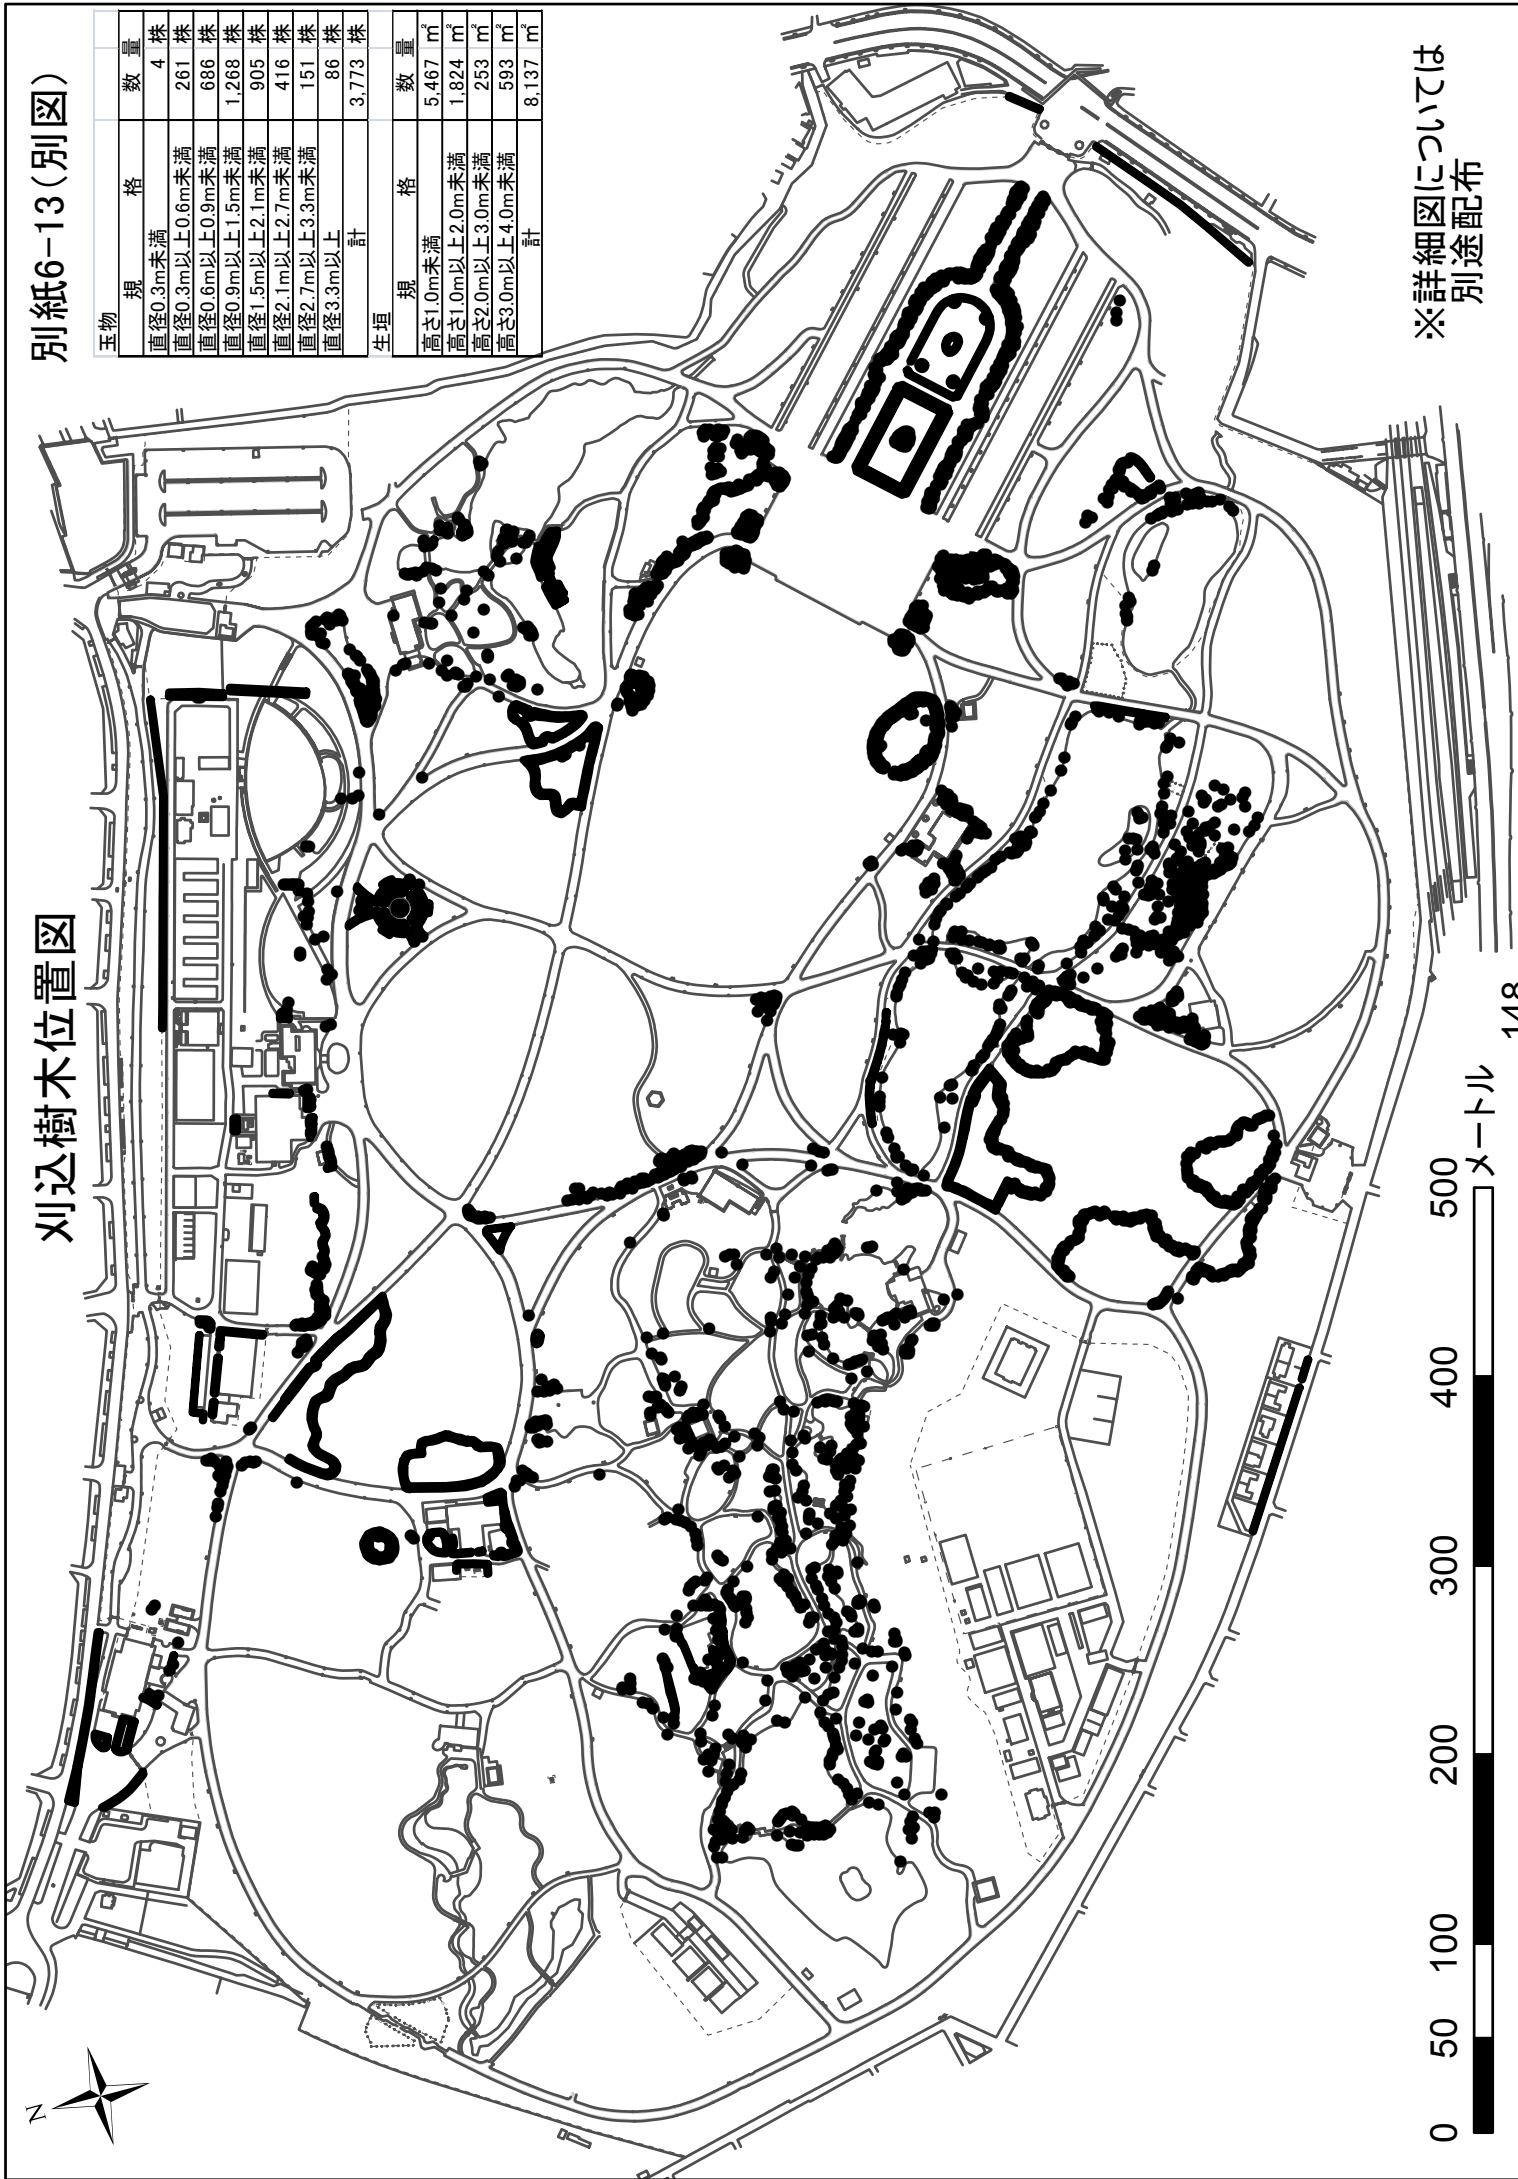 別紙6-13(別図)
刈込樹木位置図
玉物
規 格 数 量
直径0.3m未満 4 株
直径0.3m以上0.6m未満 261 株
直径0.6m以上0.9m未満 686 株
直径0.9m以上1.5m未満 1,268 株
直径1.5m以上2.1m未満 905 株
直径2.1m以上2.7m未満 416 株
直径2.7m以上3.3m未満 151 株
直径3.3m以上 86 株
計 3,773 株
生垣
規 格 数 量
高さ1.0m未満 5,467 ㎡
高さ1.0m以上2.0m未満 1,824 ㎡
高さ2.0m以上3.0m未満 253 ㎡
高さ3.0m以上4.0m未満 593 ㎡
計 8,137 ㎡
N
※詳細図については
別途配布
0 50 100 200 300 400 500
メートル
148